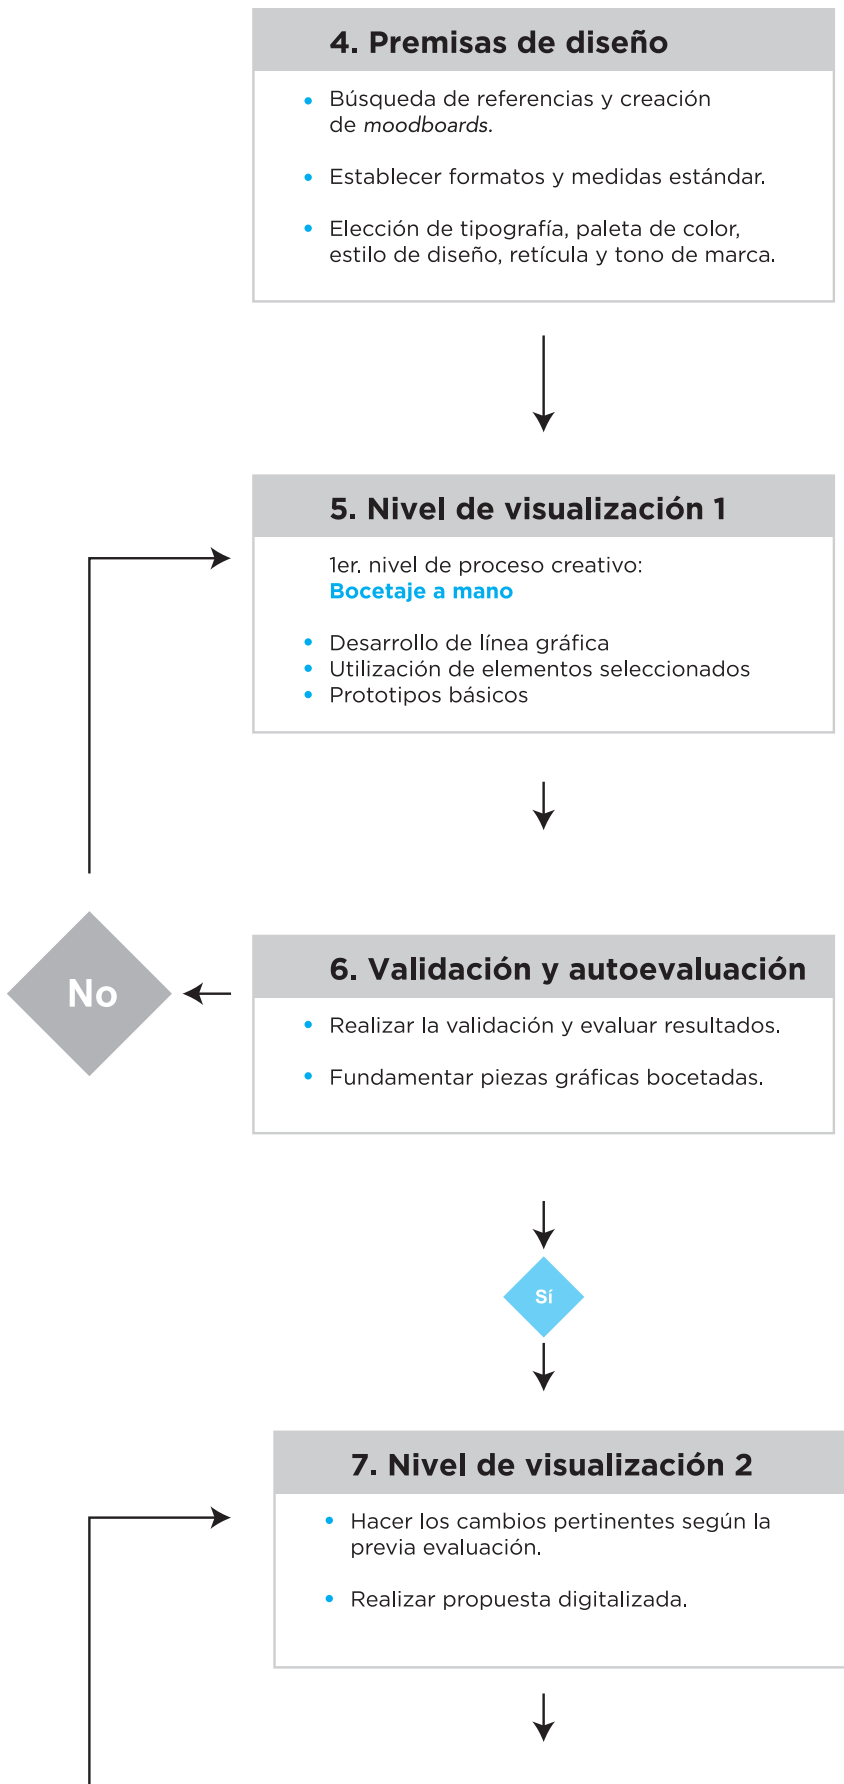 4. Premisas de diseño
• Búsqueda de referencias y creación
de moodboards.
• Establecer formatos y medidas estándar.
• Elección de tipografía, paleta de color,
estilo de diseño, retícula y tono de marca.
5. Nivel de visualización 1
1er. nivel de proceso creativo:
Bocetaje a mano
• Desarrollo de línea gráfica
• Utilización de elementos seleccionados
• Prototipos básicos
No
6. Validación y autoevaluación
• Realizar la validación y evaluar resultados.
• Fundamentar piezas gráficas bocetadas.
Sí
7. Nivel de visualización 2
• Hacer los cambios pertinentes según la
previa evaluación.
• Realizar propuesta digitalizada.